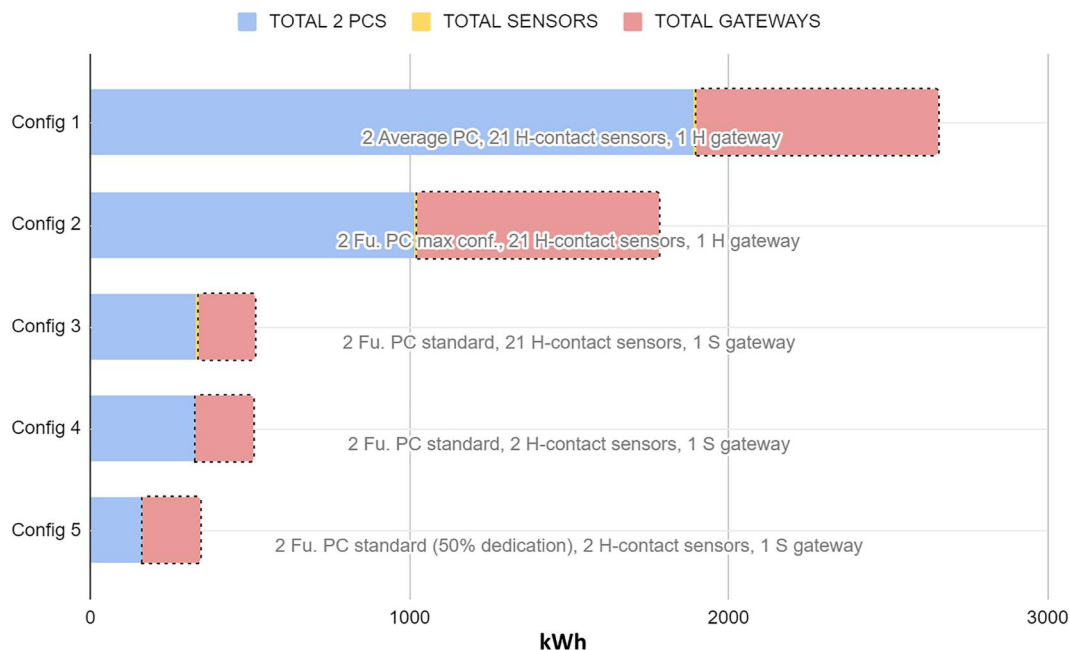 TOTAL 2 PCS TOTAL SENSORS TOTAL GATEWAYS
Config 1
2 Average PC, 21 H-contact sensors, 1 H gateway
Config 2
2 Fu. PC max conf., 21 H-contact sensors, 1 H gateway
Config 3
2 Fu. PC standard, 21 H-contact sensors, 1 S gateway
Config 4
2 Fu. PC standard, 2 H-contact sensors, 1 S gateway
Config 5
2 Fu. PC standard (50% dedication), 2 H-contact sensors, 1 S gateway
0 1000 2000 3000
kWh